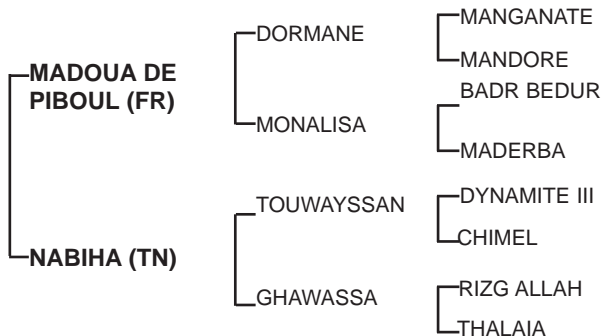 MADOUA DE
PIBOUL (FR)
NABIHA (TN)
DORMANE
MONALISA
TOUWAYSSAN
GHAWASSA
MANGANATE
MANDORE
BADR BEDUR
MADERBA
DYNAMITE III
CHIMEL
RIZG ALLAH
THALAIA